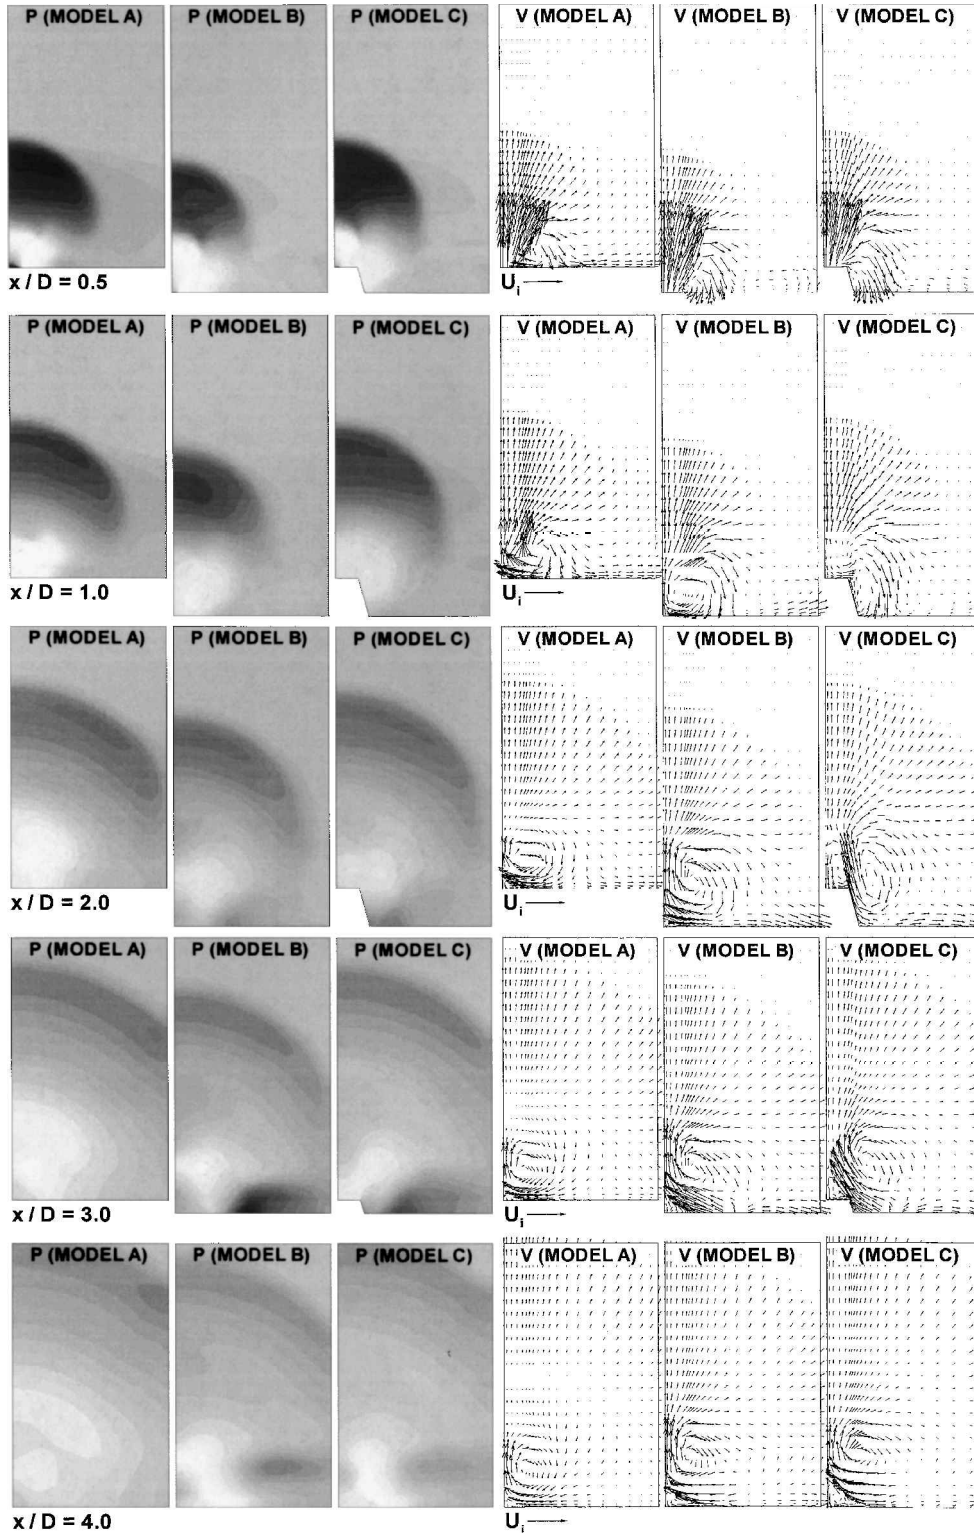 P (MODEL A) P (MODEL B) P (MODEL C) V (MODEL A) V (MODEL B) V (MODEL C)
x / D = 0.5 Ui
P (MODEL A) P (MODEL B) P (MODEL C) V (MODEL A) V (MODEL B) V (MODEL C)
x / D = 1.0 Ui
P (MODEL A) P (MODEL B) P (MODEL C) V (MODEL A) V (MODEL B) V (MODEL C)
x / D = 2.0 Ui
P (MODEL A) P (MODEL B) P (MODEL C) V (MODEL A) V (MODEL B) V (MODEL C)
x / D = 3.0 Ui
P (MODEL A) P (MODEL B) P (MODEL C) V (MODEL A) V (MODEL B) V (MODEL C)
x / D = 4.0 Ui